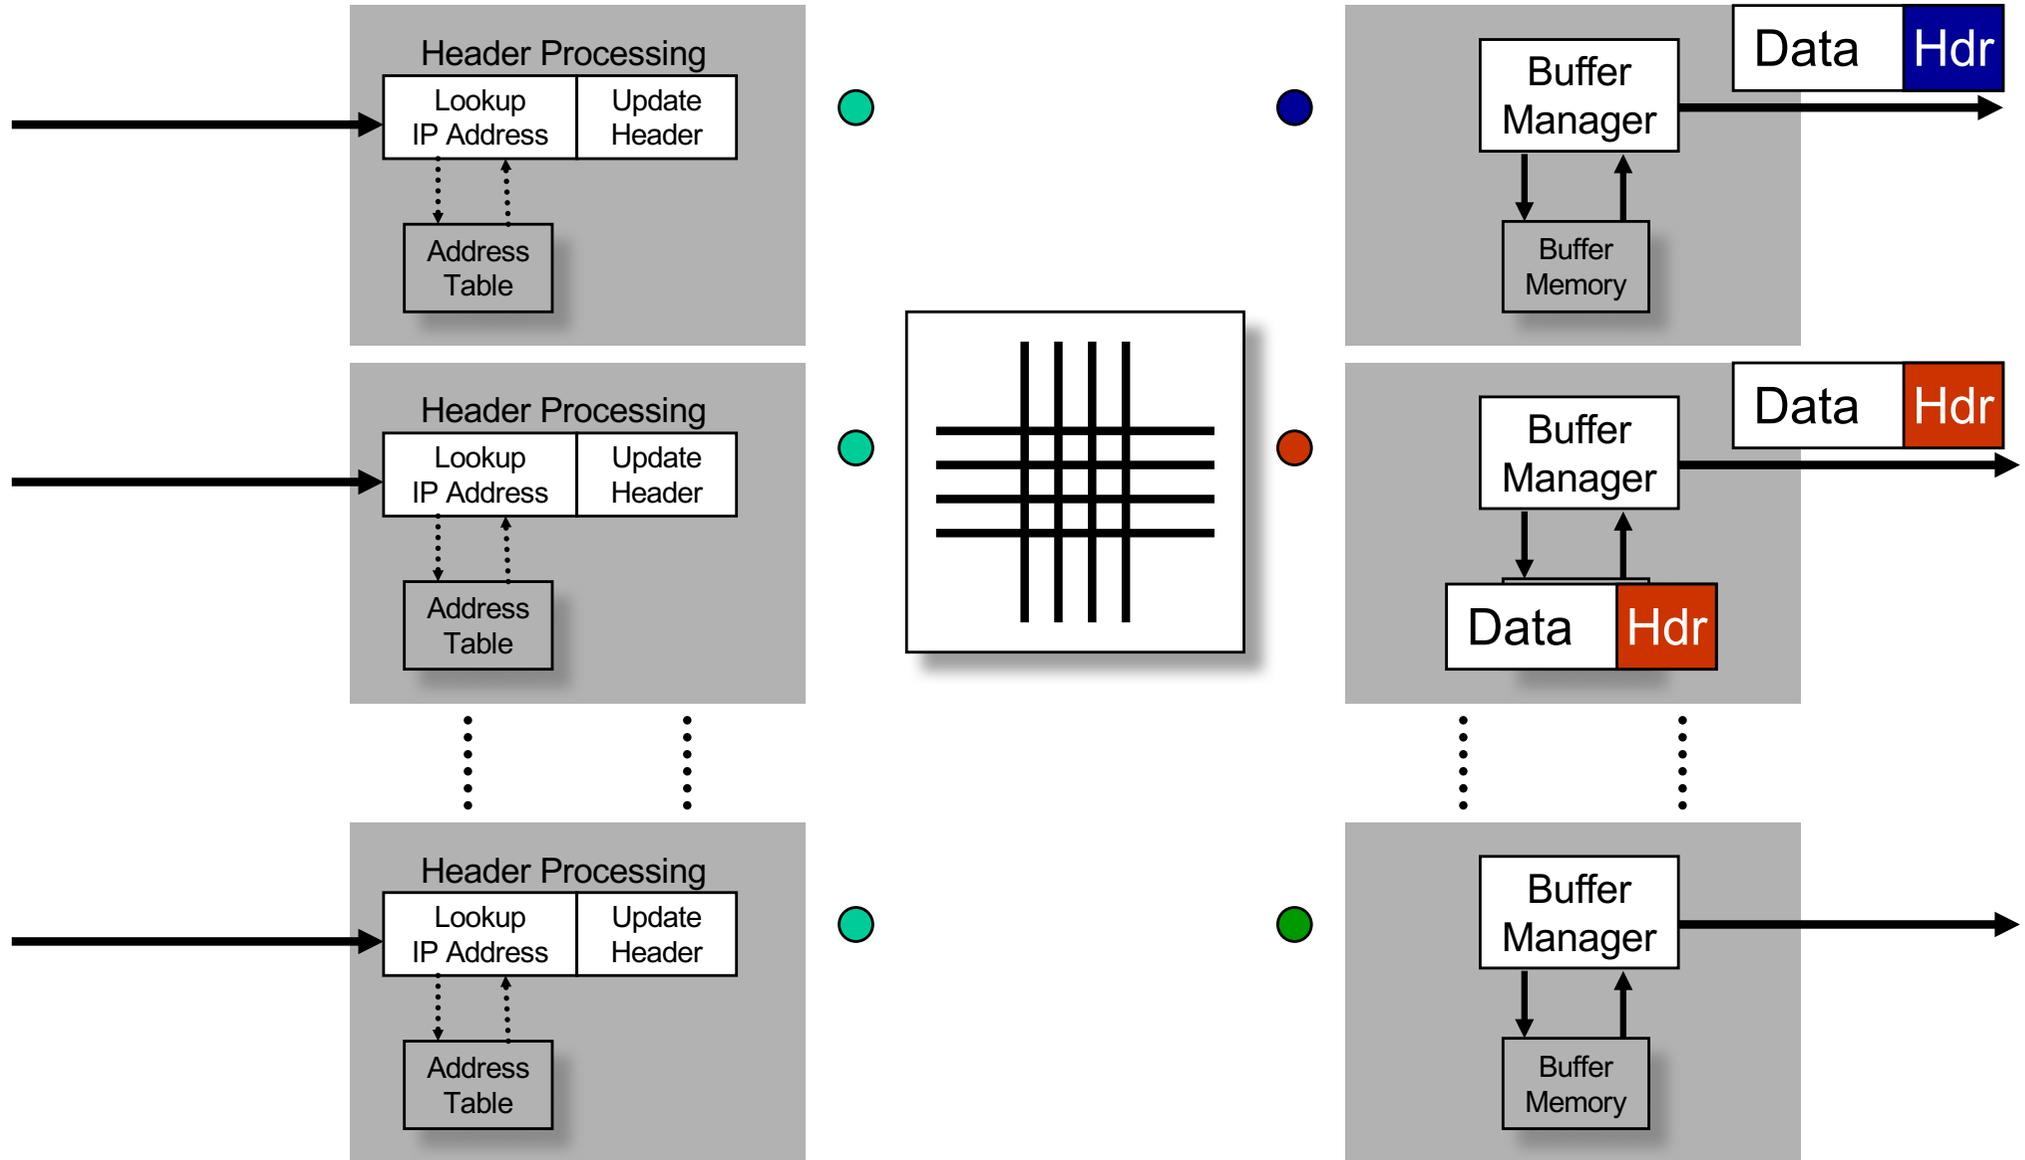 Header Processing
Lookup
IP Address
Update
Header
Address
Table
Buffer
Manager
Data Hdr
Buffer
Memory
Header Processing
Lookup
IP Address
Update
Header
Address
Table
Buffer
Manager
Data Hdr
Data Hdr
Header Processing
Lookup
IP Address
Update
Header
Address
Table
Buffer
Manager
Buffer
Memory